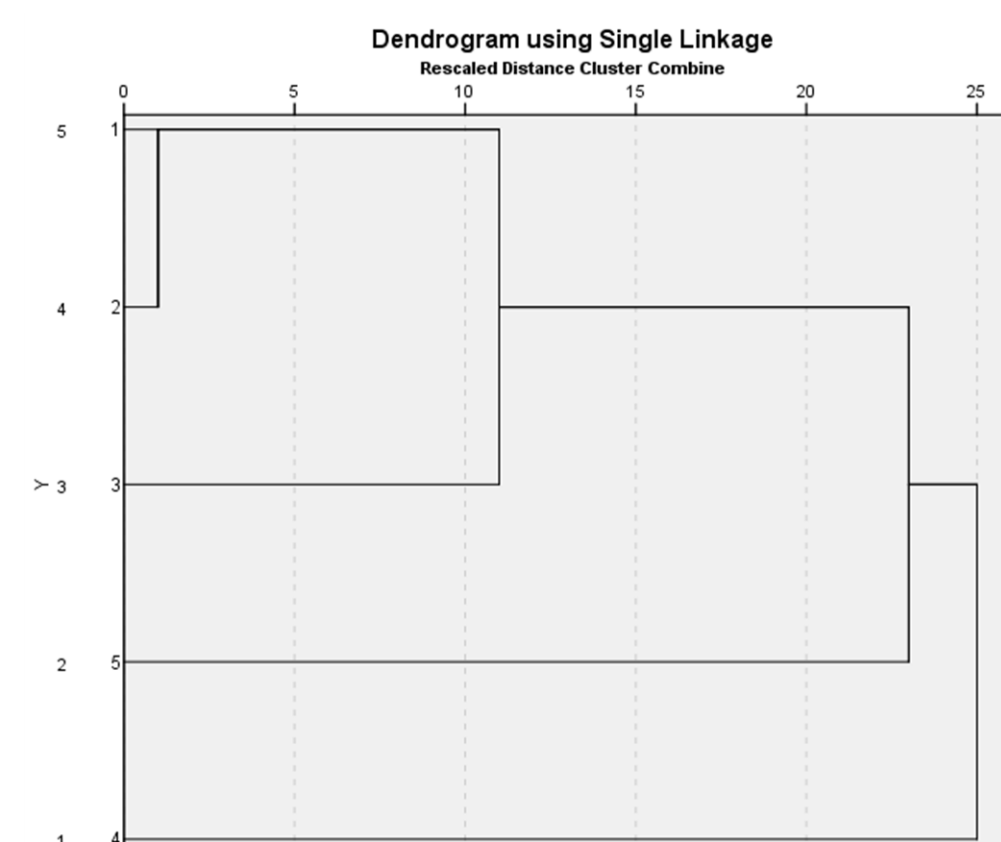 Dendrogram using Single Linkage
Rescaled Distance Cluster Combine
0 5 10 15 20 25
5 1
4 2
Y 3 3
2 5
1 4